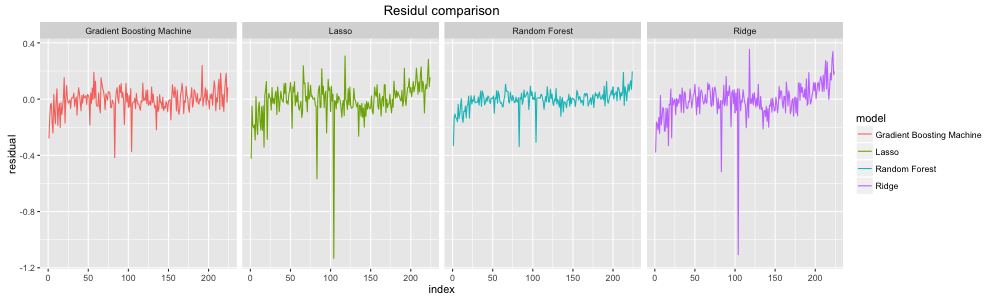 Residul comparison
Gradient Boosting Machine
Lasso
Random Forest
Ridge
0.4
0.0
-0.4
-0.8
-1.2
residual
0 50 100 150 200
0 50 100 150 200
0 50 100 150 200
0 50 100 150 200
index
model
Gradient Boosting Machine
Lasso
Random Forest
Ridge